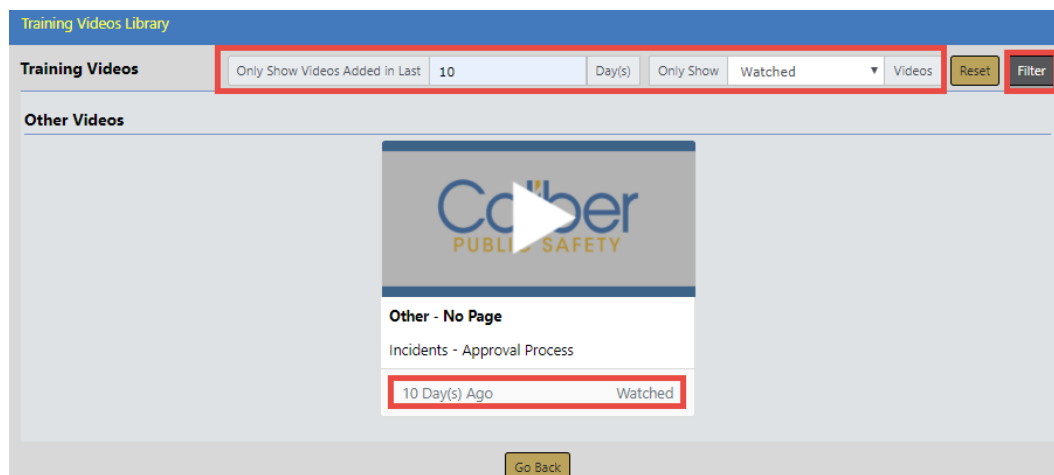 Training Videos Library
Training Videos Only Show Videos Added in Last 10 Day(s) Only Show Watched Videos Reset Filter
Other Videos
Caliber
PUBLIC SAFETY
Other - No Page
Incidents - Approval Process
10 Day(s) Ago Watched
Go Back